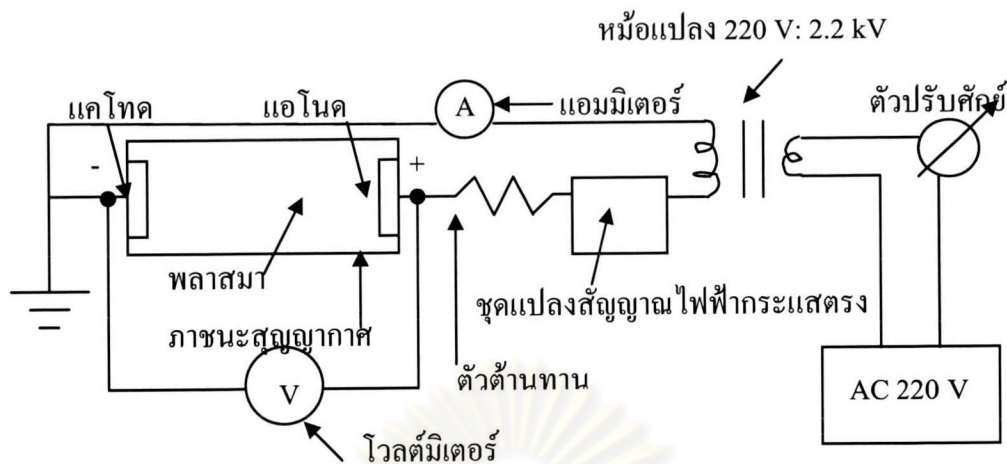 หม้อแปลง 220 V: 2.2 kV
แคโทด
แอโนด
A
แอมมิเตอร์
ตัวปรับศักย์
-
+
พลาสมา
ชุดแปลงสัญญาณไฟฟ้ากระแสตรง
ภาชนะสุญญากาศ
ตัวต้านทาน
V
AC 220 V
โวลต์มิเตอร์